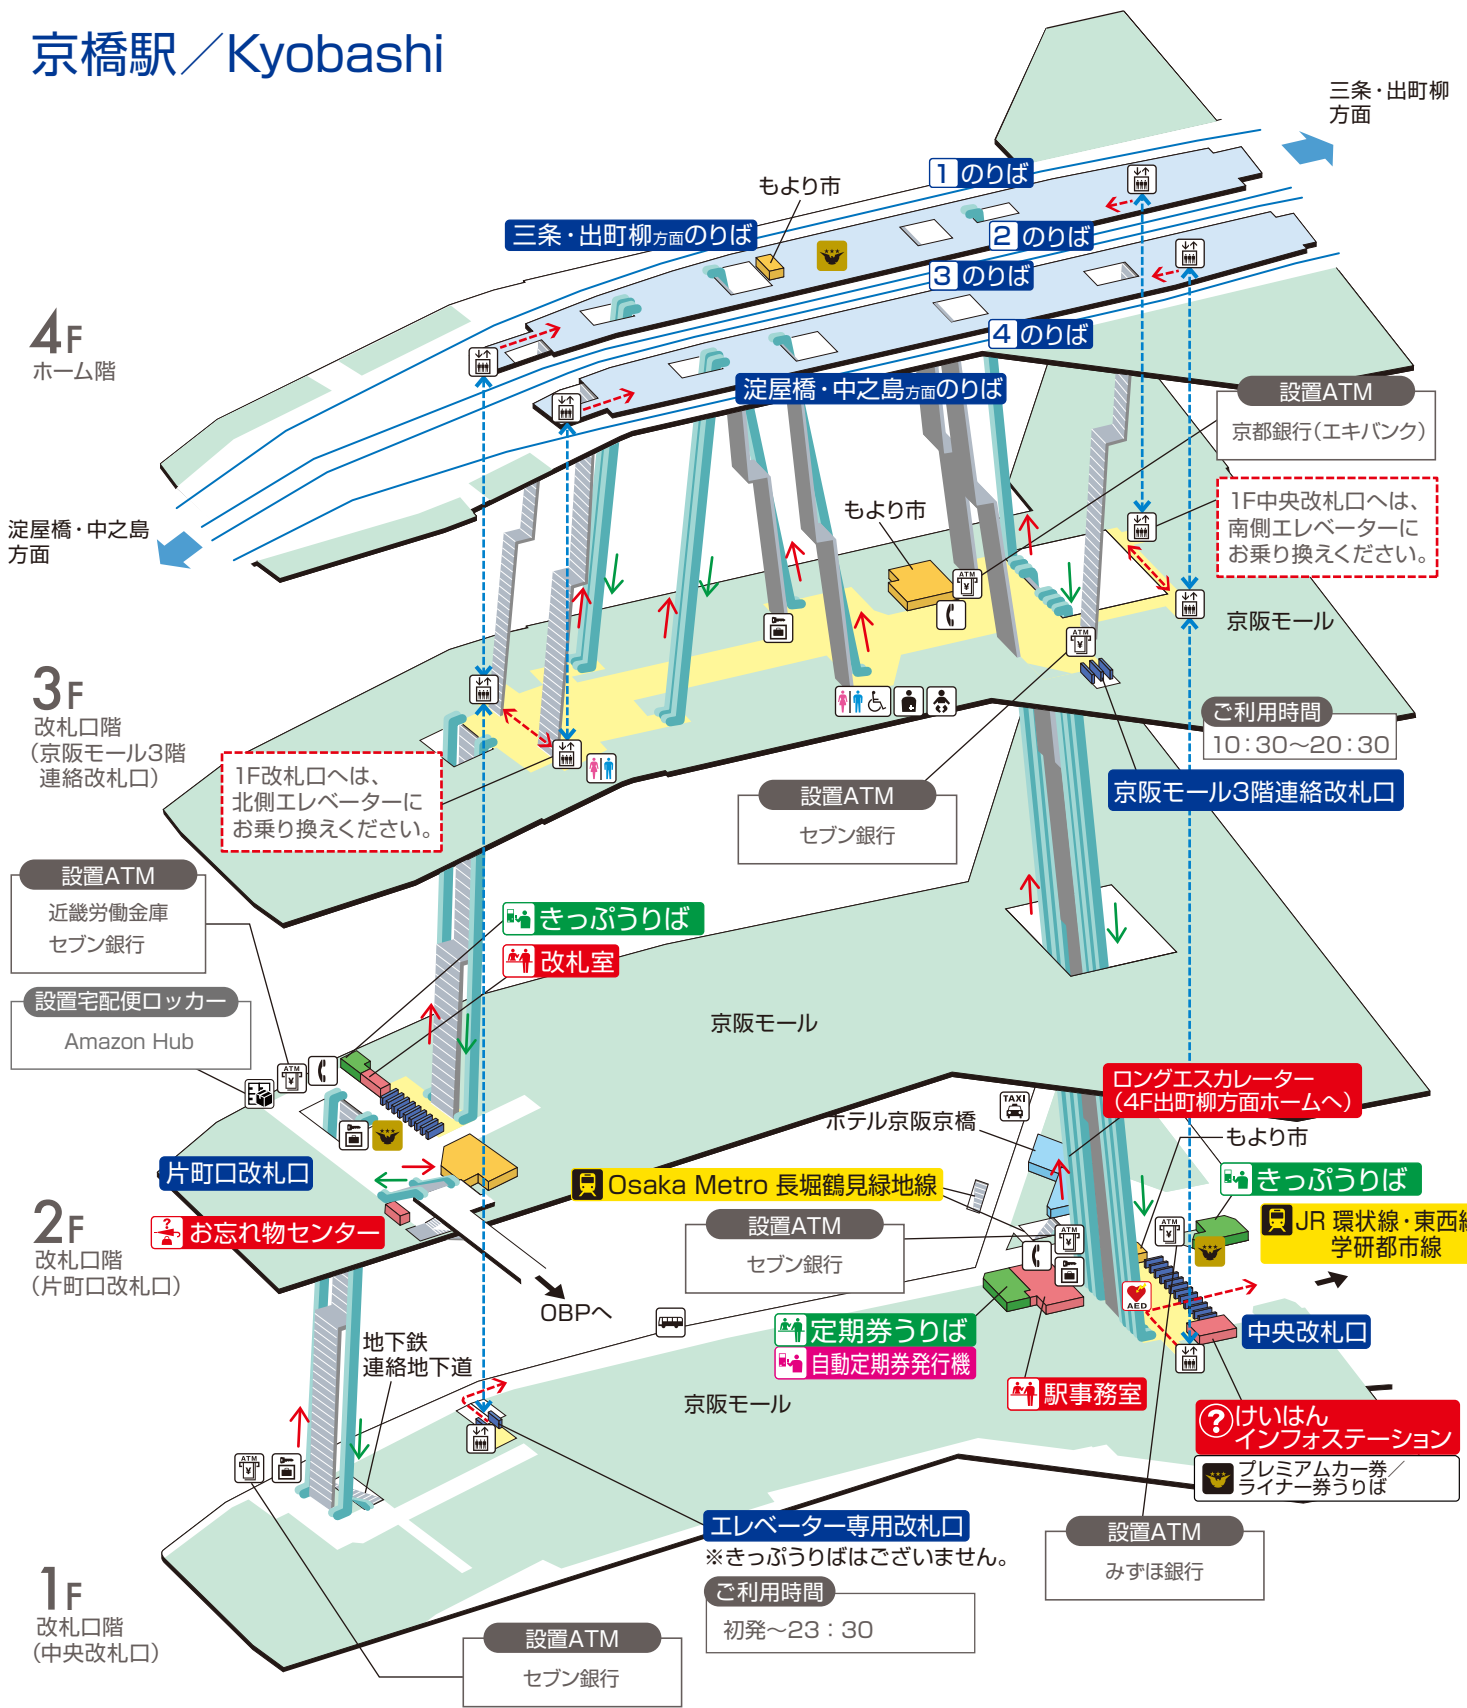 京橋駅／Kyobashi
三条・出町柳
方面
1 のりば
もより市
三条・出町柳方面のりば
2 のりば
3 のりば
4 のりば
4F
ホーム階
淀屋橋・中之島方面のりば
設置ATM
京都銀行(エキバンク)
淀屋橋・中之島
方面
もより市
1F中央改札口へは、
南側エレベーターに
お乗り換えください。
ATM
京阪モール
ATM
3F
改札口階
(京阪モール3階
連絡改札口)
ご利用時間
10：30～20：30
1F改札口へは、
北側エレベーターに
お乗り換えください。
設置ATM
セブン銀行
京阪モール3階連絡改札口
設置ATM
近畿労働金庫
セブン銀行
きっぷうりば
改札室
設置宅配便ロッカー
Amazon Hub
京阪モール
ATM
ロングエスカレーター
(4F出町柳方面ホームへ)
TAXI
ホテル京阪京橋
もより市
片町口改札口
Osaka Metro 長堀鶴見緑地線
きっぷうりば
2F
改札口階
(片町口改札口)
お忘れ物センター
設置ATM
セブン銀行
ATM
ATM
JR 環状線・東西
学研都市線
OBPへ
AED
定期券うりば
自動定期券発行機
中央改札口
地下鉄
連絡地下道
駅事務室
京阪モール
?けいはん
インフォステーション
プレミアムカー券／
ライナー券うりば
ATM
エレベーター専用改札口
※きっぷうりばはございません。
設置ATM
みずほ銀行
1F
改札口階
(中央改札口)
ご利用時間
初発～23：30
設置ATM
セブン銀行